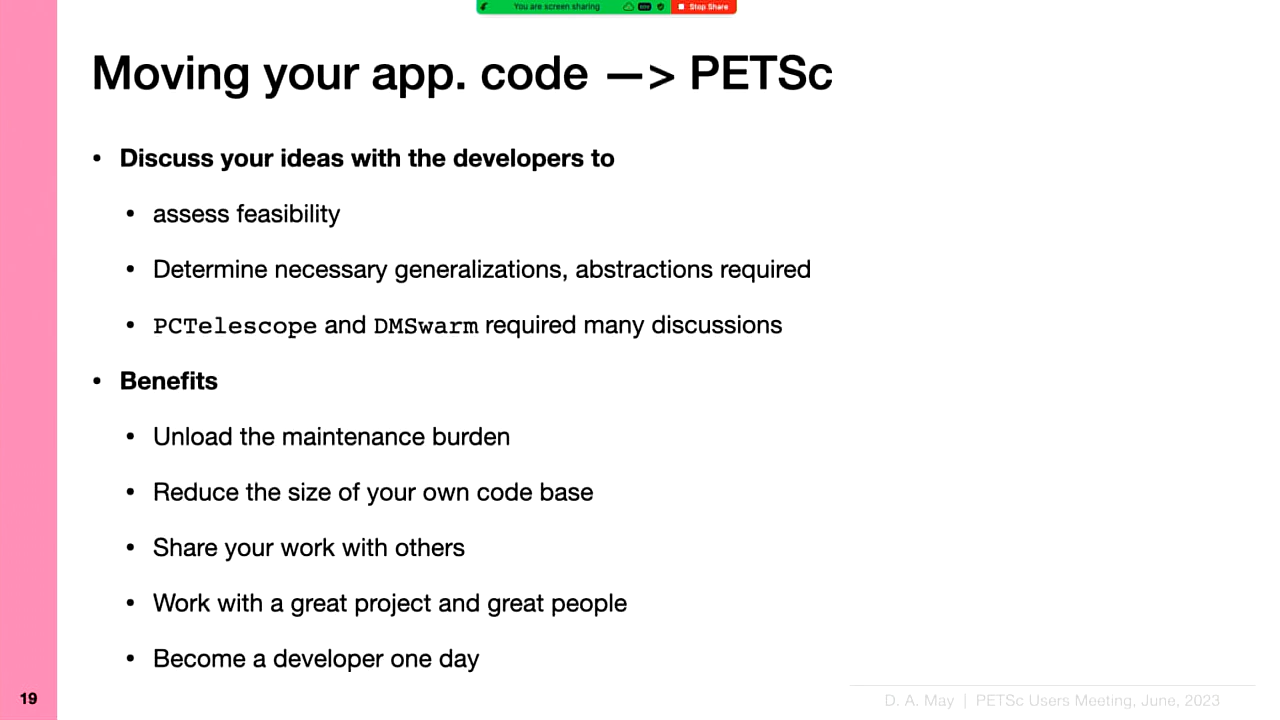 You are screen sharing Stop Share
Moving your app. code —> PETSc
• Discuss your ideas with the developers to
• assess feasibility
• Determine necessary generalizations, abstractions required
• PCTelescope and DMSwarm required many discussions
• Benefits
• Unload the maintenance burden
• Reduce the size of your own code base
• Share your work with others
• Work with a great project and great people
• Become a developer one day
19
D. A. May | PETSc Users Meeting, June, 2023